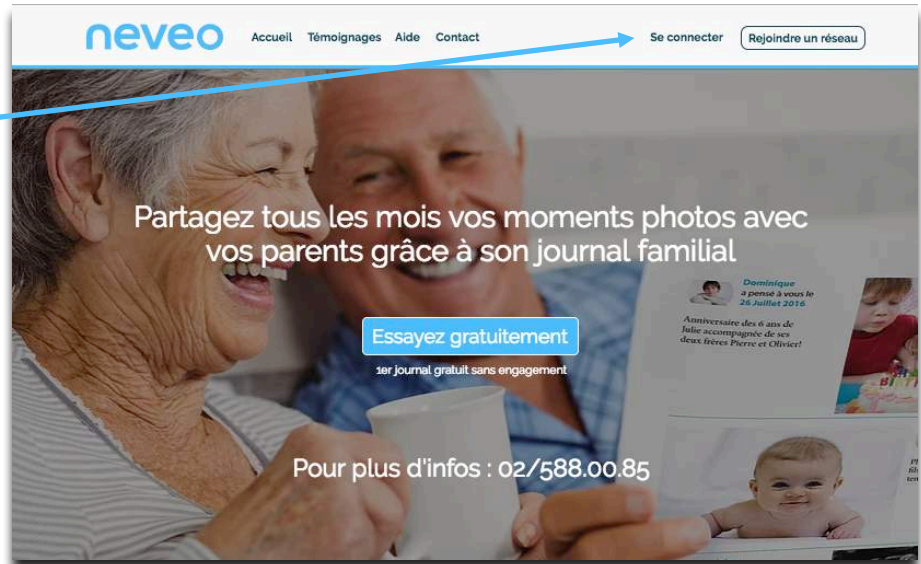 neveo
Accueil Témoignages Aide Contact
Se connecter
Rejoindre un réseau
Partagez tous les mois vos moments photos avec
vos parents grâce à son journal familial
Essayez gratuitement
1er journal gratuit sans engagement
Pour plus d'infos : 02/588.00.85
Dominique
a pensé à vous le
26 Juillet 2016
Anniversaire des 6 ans de
Julie accompagnée de ses
deux frères Pierre et Olivier!